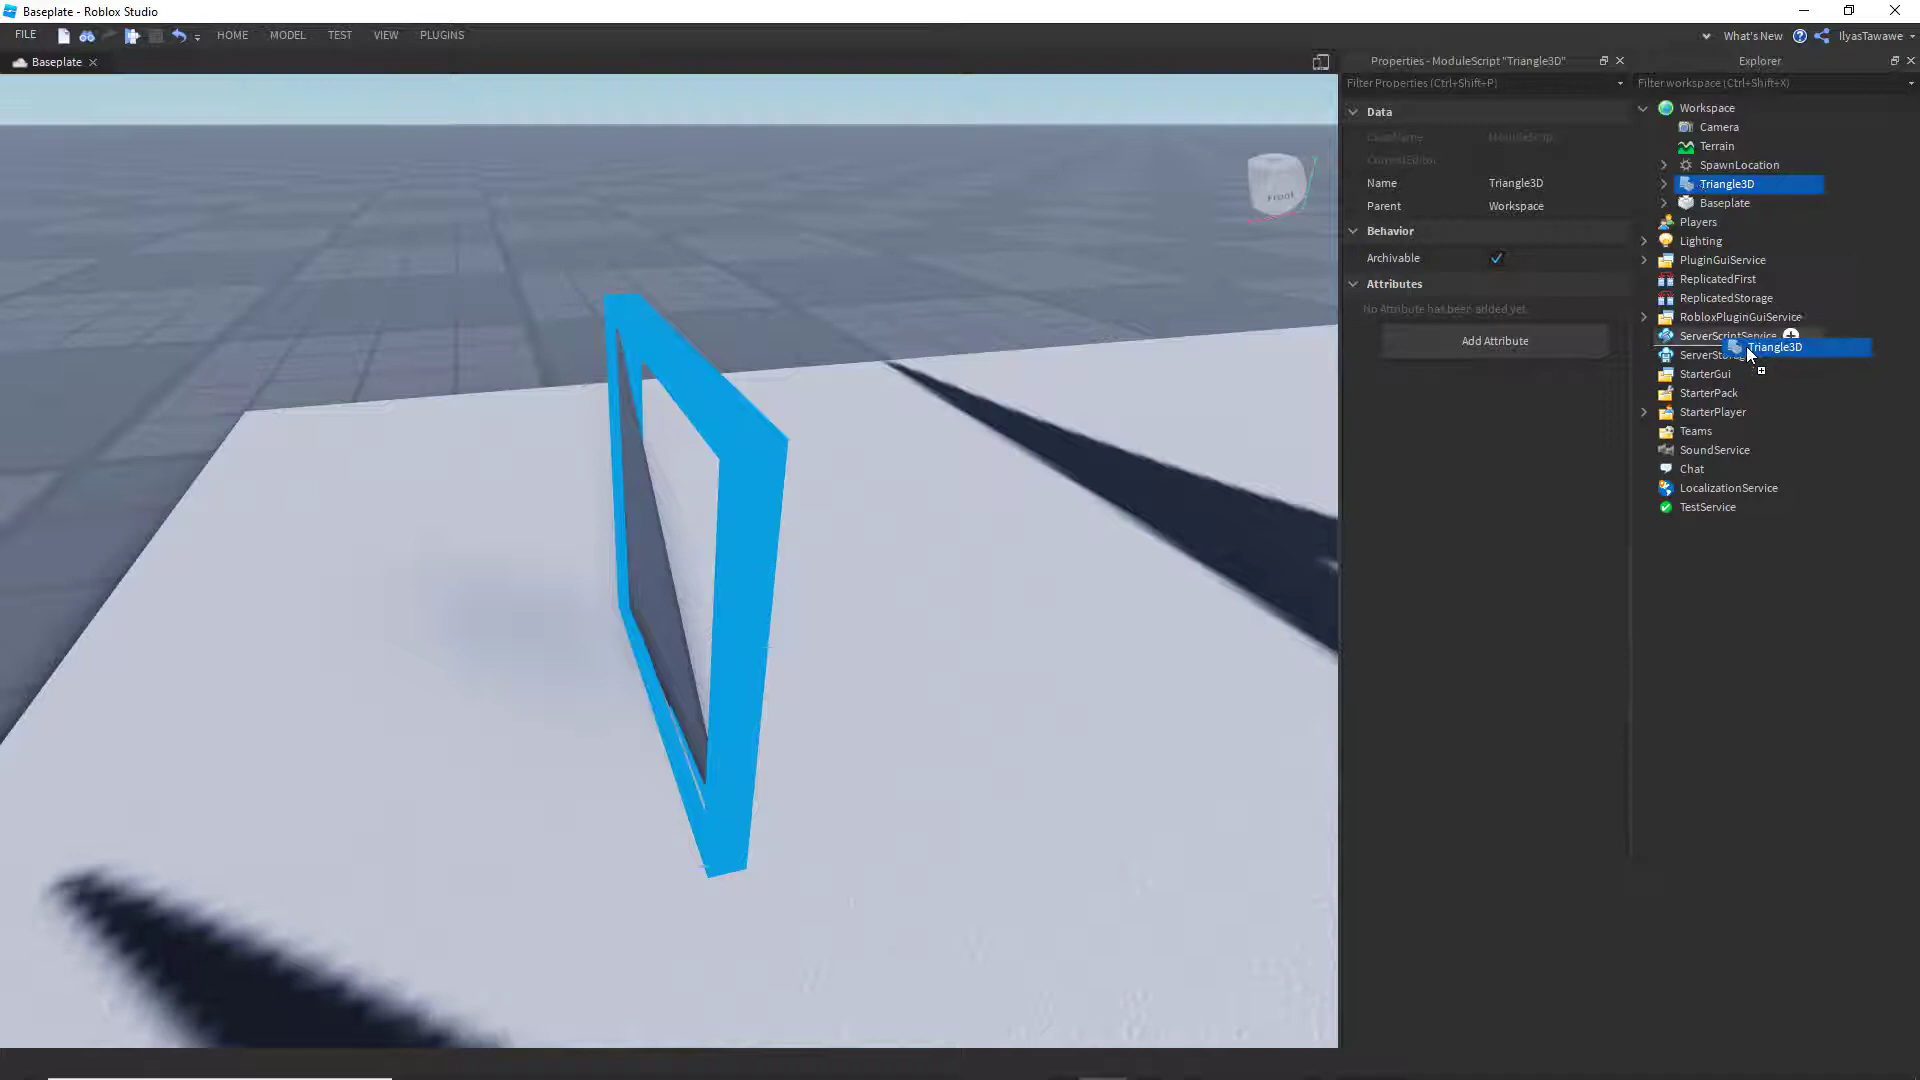 Baseplate - Roblox Studio
FILE HOME MODEL TEST VIEW PLUGINS What's New IlyasTawawe
Baseplate
Properties - ModuleScript "Triangle3D"
Filter Properties (Ctrl+Shift+P)
Data
ClassName ModuleScript
CurrentEditor
Name Triangle3D
Parent Workspace
Behavior
Archivable
Attributes
No Attribute has been added yet.
Add Attribute
Explorer
Filter workspace (Ctrl+Shift+X)
Workspace
Camera
Terrain
SpawnLocation
Triangle3D
Baseplate
Players
Lighting
PluginGuiService
ReplicatedFirst
ReplicatedStorage
RobloxPluginGuiService
ServerScriptService
Triangle3D
StarterGui
StarterPack
StarterPlayer
Teams
SoundService
Chat
LocalizationService
TestService
Front